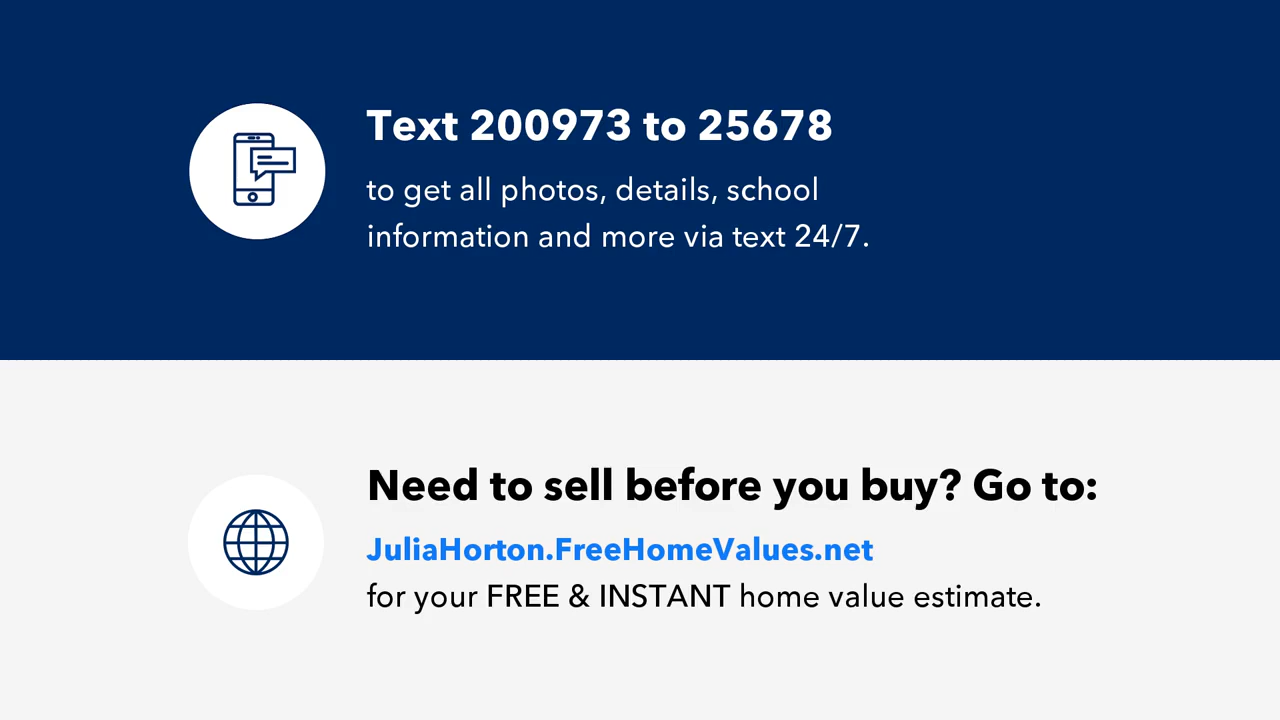 Text 200973 to 25678
to get all photos, details, school
information and more via text 24/7.
Need to sell before you buy? Go to:
JuliaHorton.FreeHomeValues.net
for your FREE & INSTANT home value estimate.